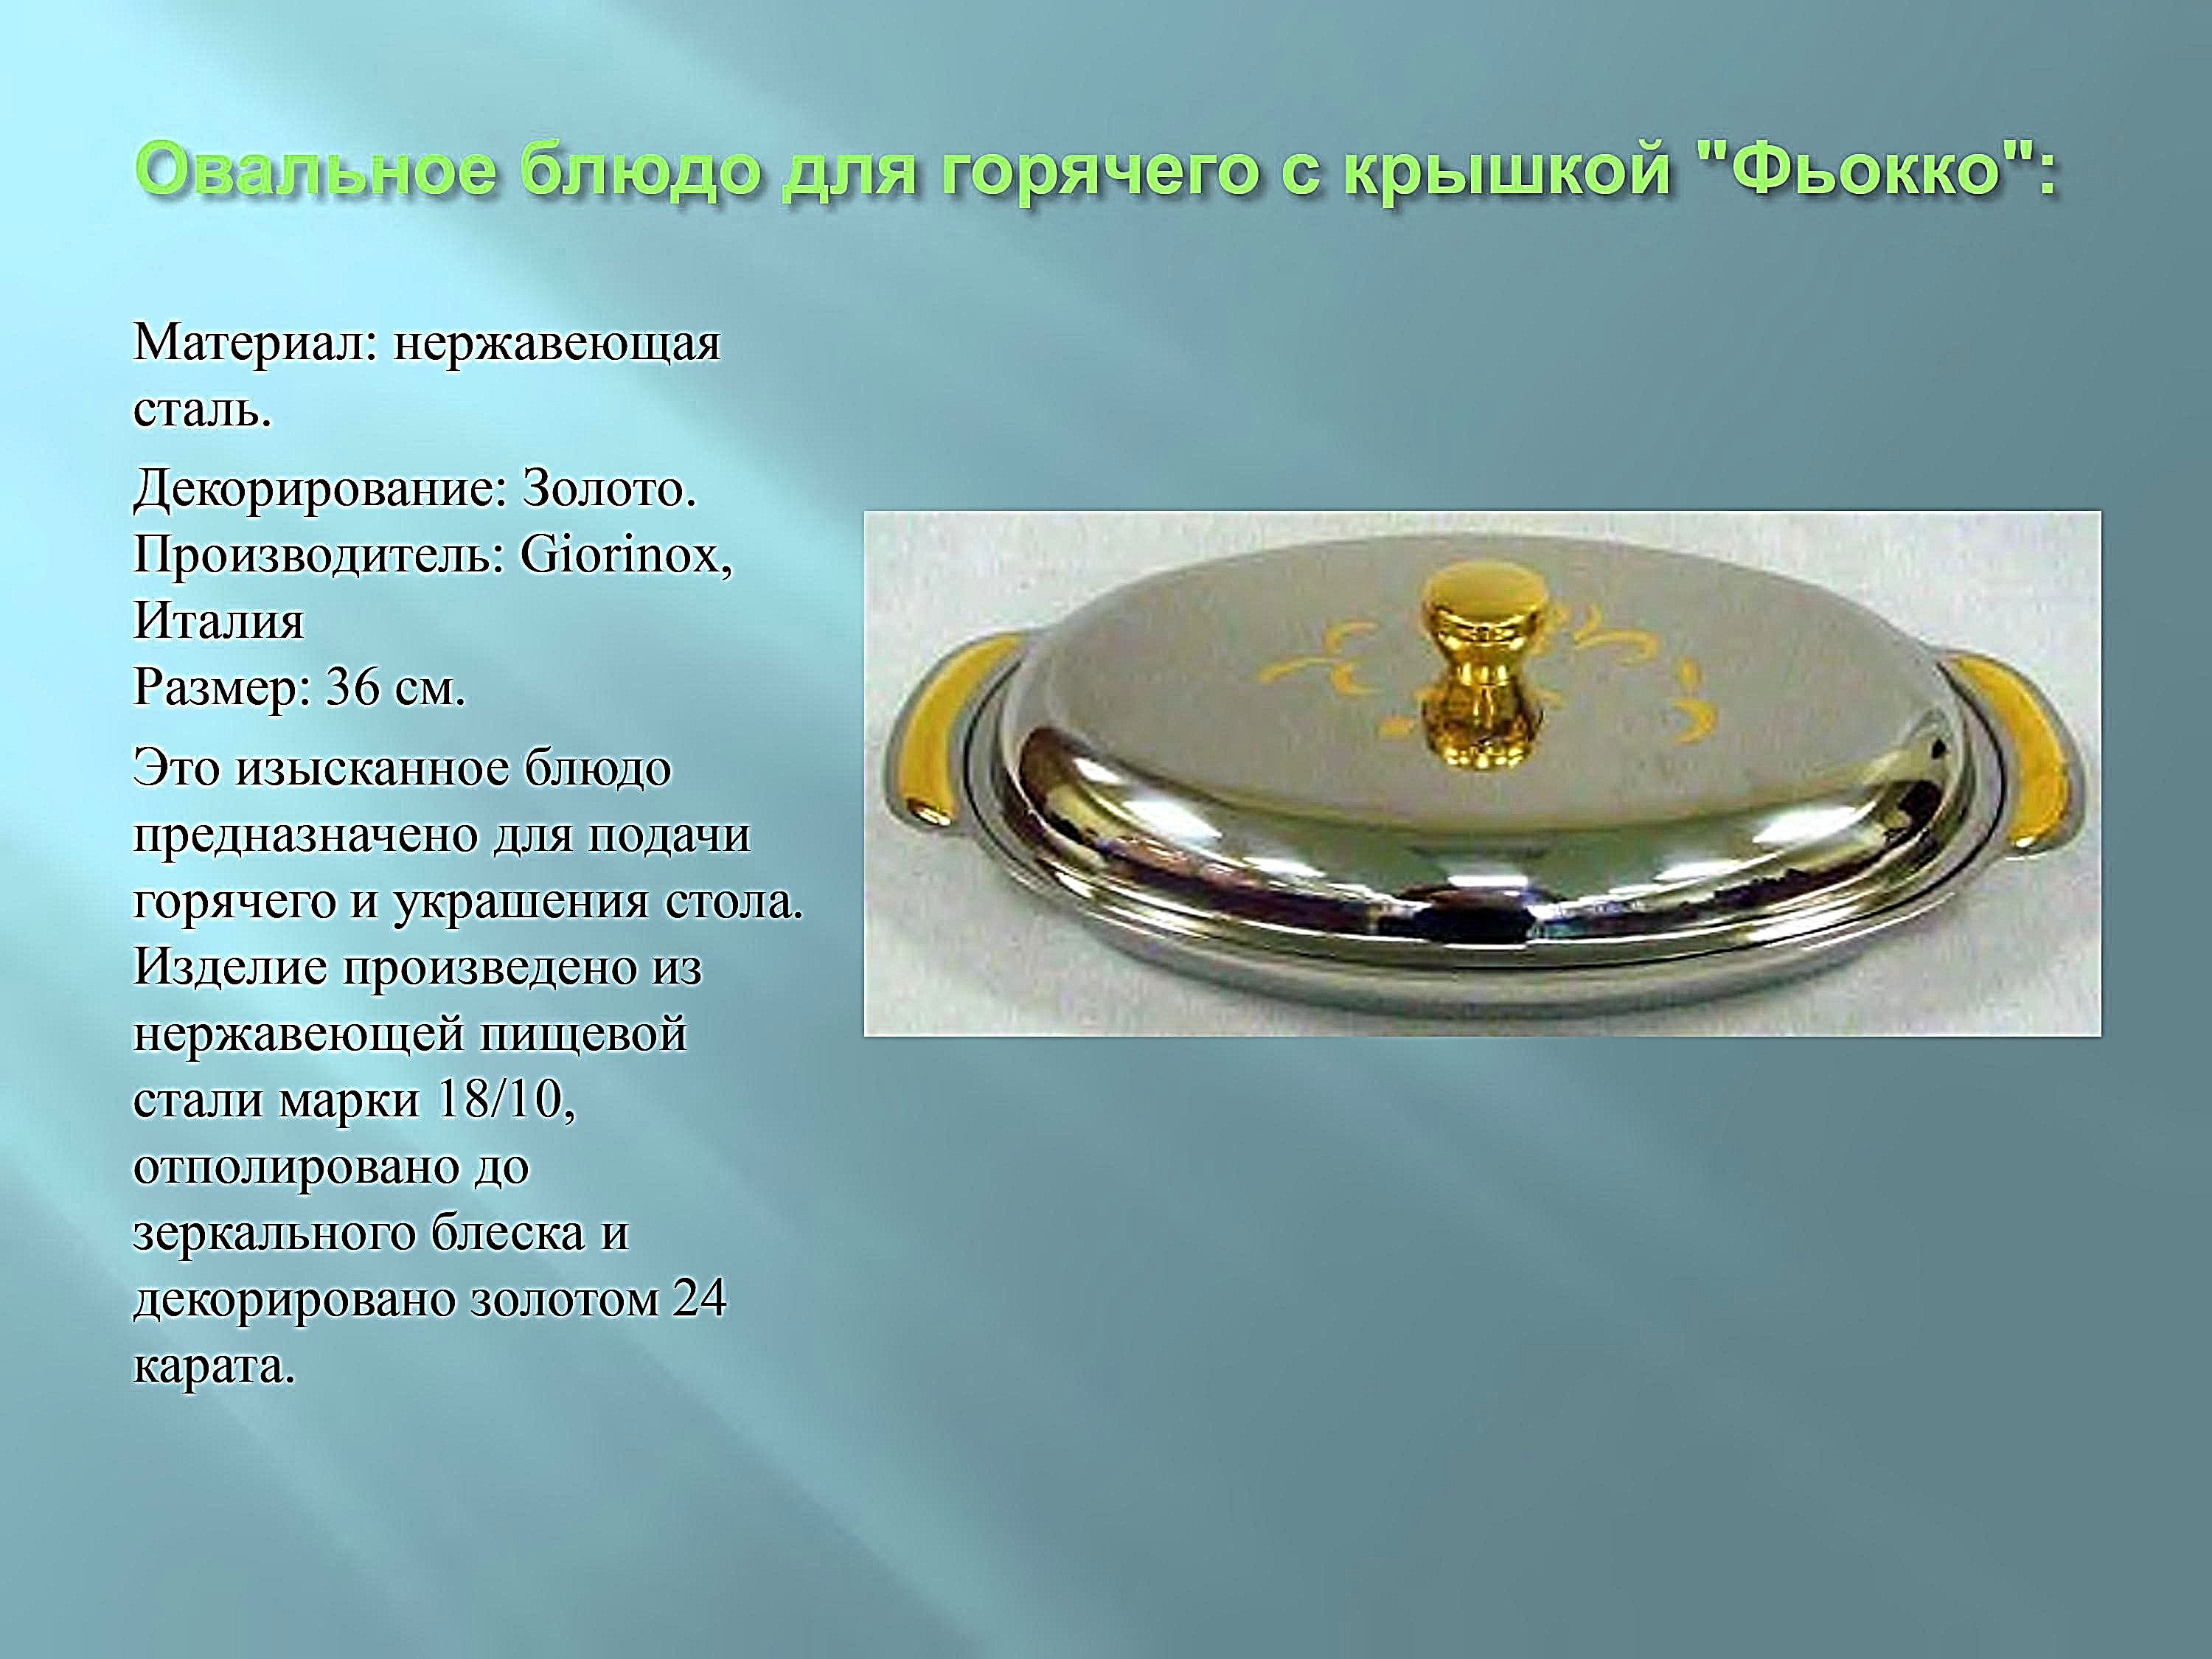 Овальное блюдо для горячего с крышкой "Фьокко":
Материал: нержавеющая
сталь.
Декорирование: Золото.
Производитель: Giorinox,
Италия
Размер: 36 см.
Это изысканное блюдо
предназначено для подачи
горячего и украшения стола.
Изделие произведено из
нержавеющей пищевой
стали марки 18/10,
отполировано до
зеркального блеска и
декорировано золотом 24
карата.